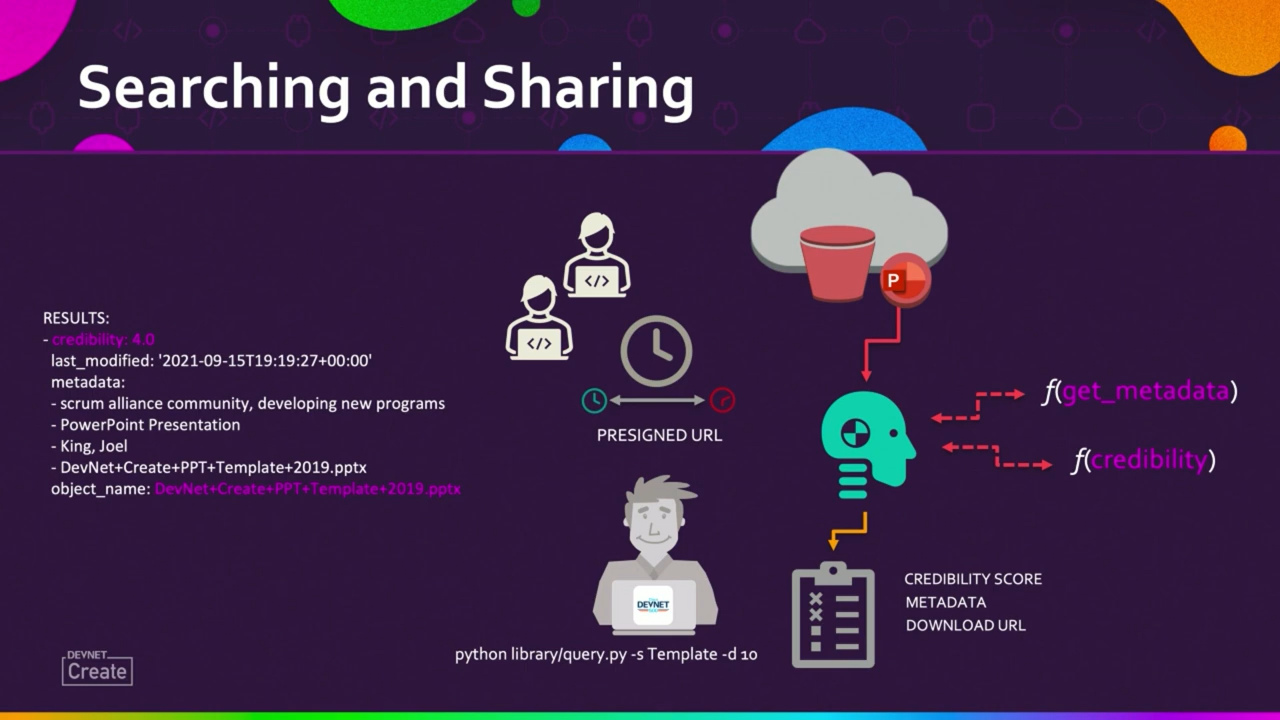 Searching and Sharing
RESULTS:
- credibility: 4.0
last_modified: '2021-09-15T19:19:27+00:00'
metadata:
- scrum alliance community, developing new programs
- PowerPoint Presentation
- King, Joel
- DevNet+Create+PPT+Template+2019.pptx
object_name: DevNet+Create+PPT+Template+2019.pptx
</>
</>
PRESIGNED URL
P
f(get_metadata)
f(credibility)
DEVNET
python library/query.py -s Template -d 10
CREDIBILITY SCORE
METADATA
DOWNLOAD URL
DEVNET
Create